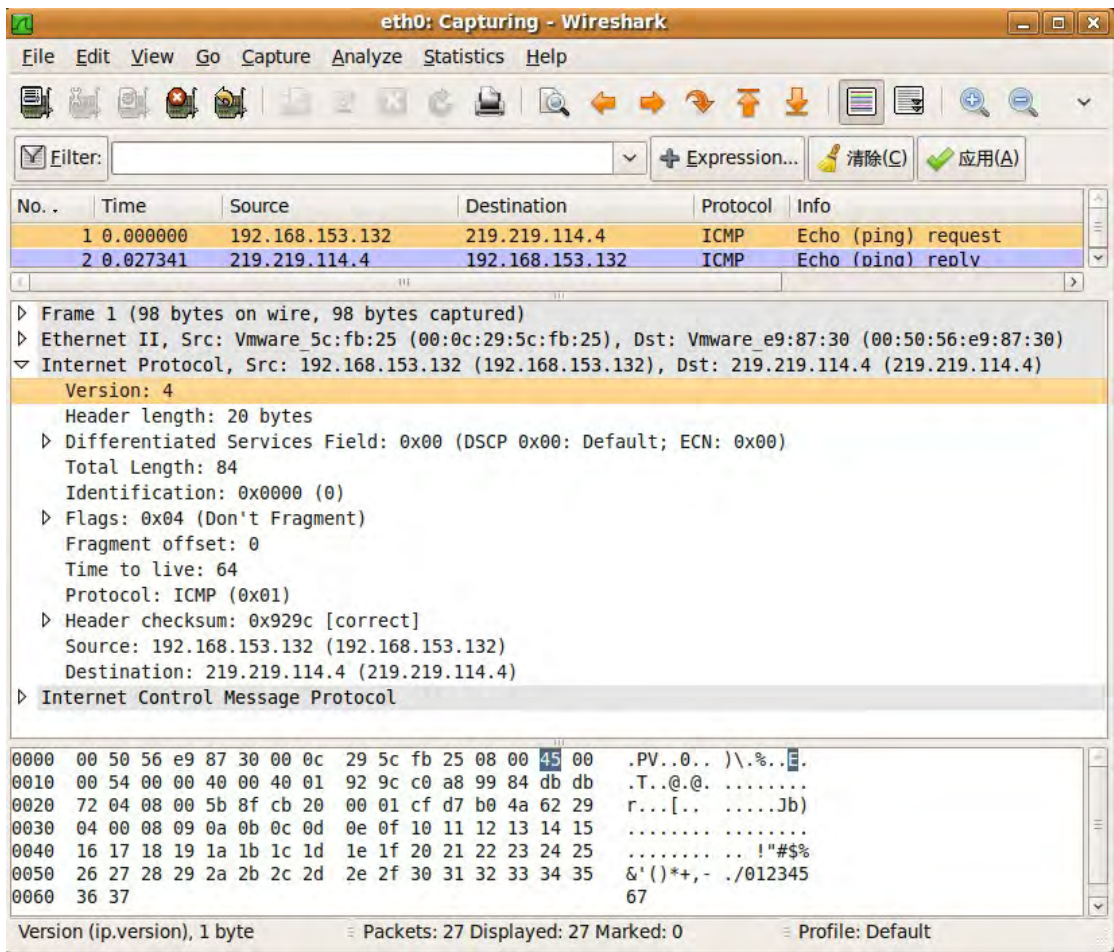 eth0: Capturing - Wireshark
File Edit View Go Capture Analyze Statistics Help
Filter: Expression... 清除(C) 应用(A)
No. . Time Source Destination Protocol Info
1 0.000000 192.168.153.132 219.219.114.4 ICMP Echo (ping) request
2 0.027341 219.219.114.4 192.168.153.132 ICMP Echo (ping) reply
Frame 1 (98 bytes on wire, 98 bytes captured)
Ethernet II, Src: Vmware_5c:fb:25 (00:0c:29:5c:fb:25), Dst: Vmware_e9:87:30 (00:50:56:e9:87:30)
Internet Protocol, Src: 192.168.153.132 (192.168.153.132), Dst: 219.219.114.4 (219.219.114.4)
Version: 4
Header length: 20 bytes
Differentiated Services Field: 0x00 (DSCP 0x00: Default; ECN: 0x00)
Total Length: 84
Identification: 0x0000 (0)
Flags: 0x04 (Don't Fragment)
Fragment offset: 0
Time to live: 64
Protocol: ICMP (0x01)
Header checksum: 0x929c [correct]
Source: 192.168.153.132 (192.168.153.132)
Destination: 219.219.114.4 (219.219.114.4)
Internet Control Message Protocol
0000 00 50 56 e9 87 30 00 0c 29 5c fb 25 08 00 45 00 .PV..0.. )\.%..E.
0010 00 54 00 00 40 00 40 01 92 9c c0 a8 99 84 db db .T..@.@. ........
0020 72 04 08 00 5b 8f cb 20 00 01 cf d7 b0 4a 62 29 r...[.. .....Jb)
0030 04 00 08 09 0a 0b 0c 0d 0e 0f 10 11 12 13 14 15 ........ ........
0040 16 17 18 19 1a 1b 1c 1d 1e 1f 20 21 22 23 24 25 ........ .. !"#$%
0050 26 27 28 29 2a 2b 2c 2d 2e 2f 30 31 32 33 34 35 &'()*+,- ./012345
0060 36 37 67
Version (ip.version), 1 byte Packets: 27 Displayed: 27 Marked: 0 Profile: Default